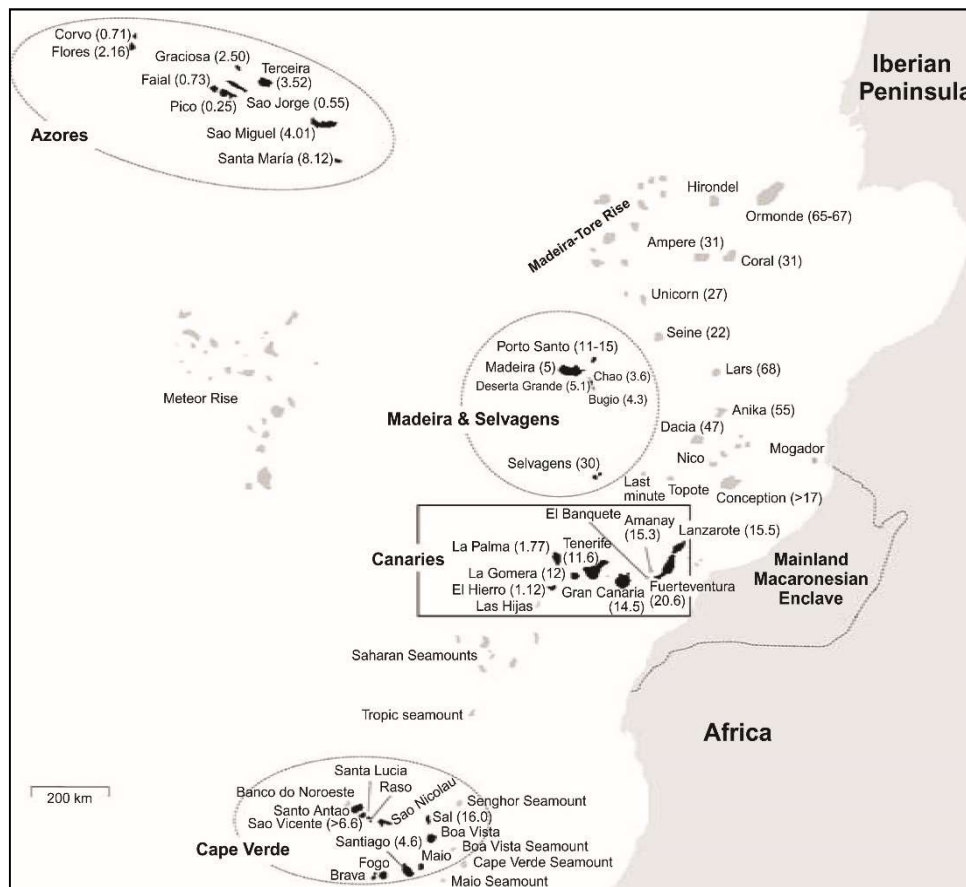 Corvo (0.71)
Flores (2.16)
Graciosa (2.50)
Terceira
(3.52)
Faial (0.73)
Pico (0.25)
Sao Jorge (0.55)
Azores
Sao Miguel (4.01)
Santa María (8.12)
Iberian
Peninsula
Hirondel
Ormonde (65-67)
Madeira-Tore Rise
Ampere (31)
Coral (31)
Unicorn (27)
Seine (22)
Porto Santo (11-15)
Madeira (5)
Chao (3.6)
Deserta Grande (5.1)
Bugio (4.3)
Lars (68)
Meteor Rise
Madeira & Selvagens
Anika (55)
Dacia (47)
Nico
Mogador
Selvagens (30)
Last
minute
Topote
Conception (>17)
El Banquete
Amanay
(15.3)
Lanzarote (15.5)
Canaries
La Palma (1.77)
Tenerife
(11.6)
La Gomera (12)
El Hierro (1.12)
Gran Canaria
(14.5)
Fuerteventura
(20.6)
Las Hijas
Mainland
Macaronesian
Enclave
Saharan Seamounts
Tropic seamount
Africa
200 km
Santa Lucia
Raso
Banco do Noroeste
Santo Antao
Sao Vicente (>6.6)
Sao Nicolau
Senghor Seamount
Sal (16.0)
Boa Vista
Santiago (4.6)
Boa Vista Seamount
Cape Verde
Fogo
Maio
Cape Verde Seamount
Brava
Maio Seamount